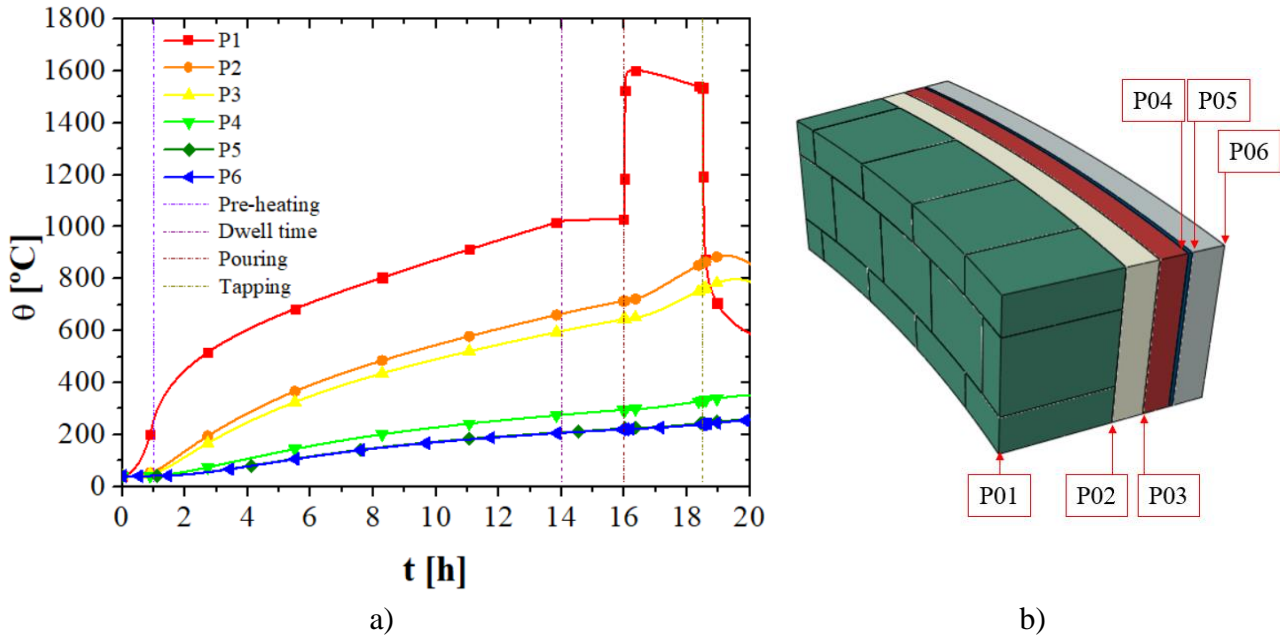 1800
1600
1400
1200
1000
800
600
400
200
0
θ [ºC]
P1
P2
P3
P4
P5
P6
Pre-heating
Dwell time
Pouring
Tapping
0 2 4 6 8 10 12 14 16 18 20
t [h]
a)
P04 P05
P06
P01 P02 P03
b)